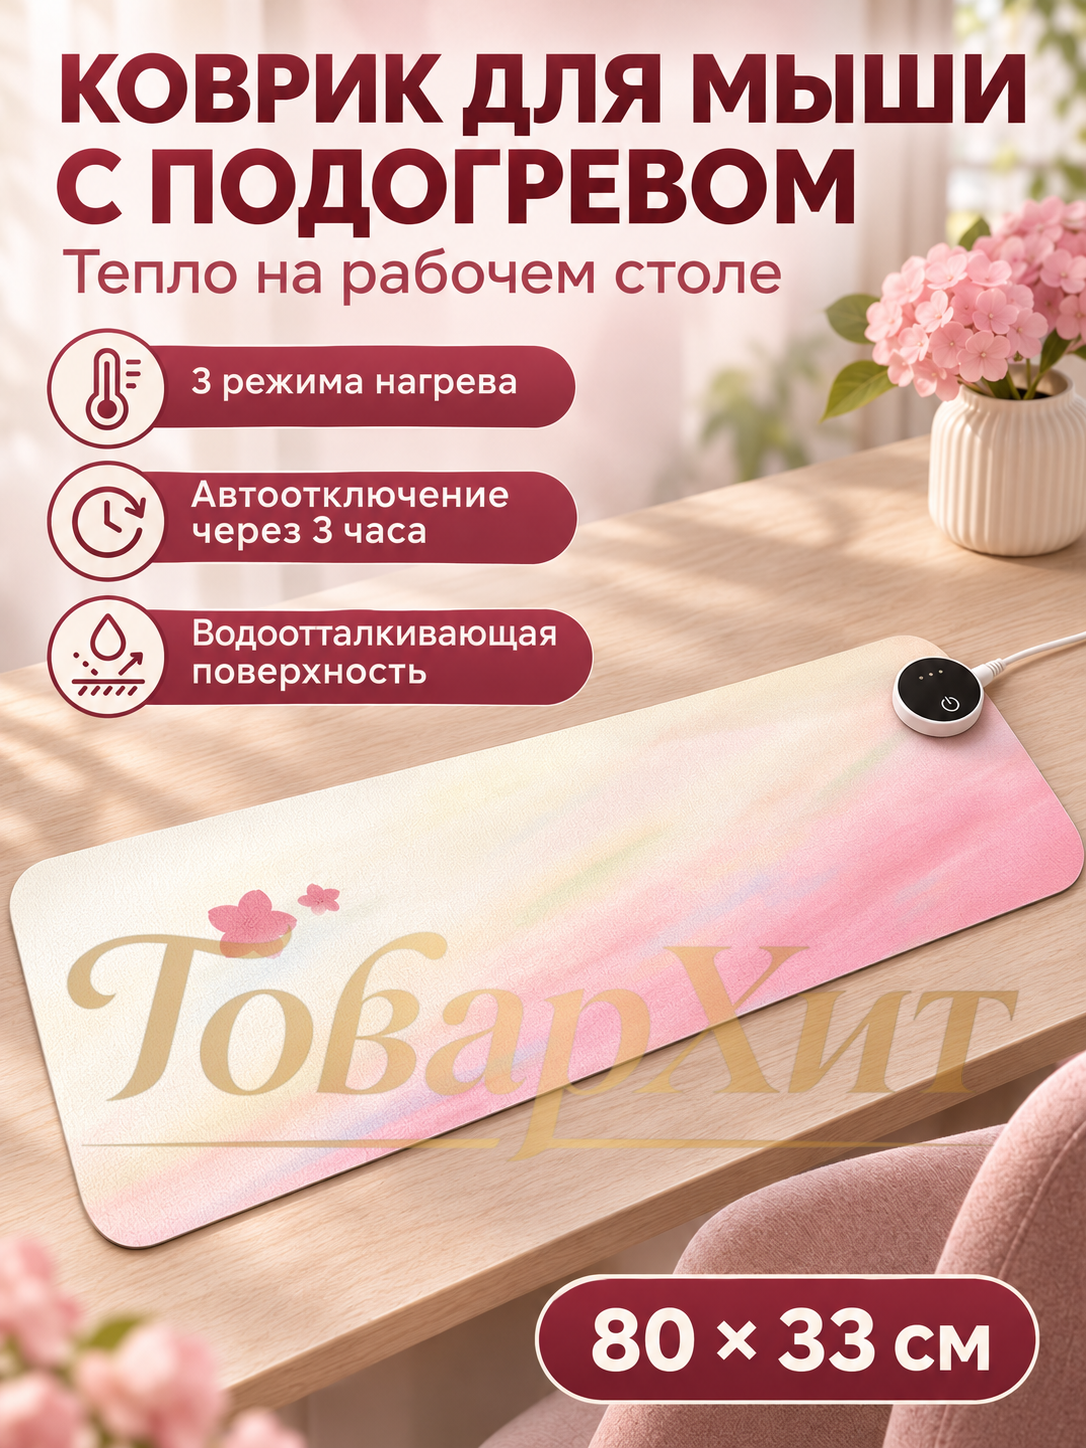 КОВРИК ДЛЯ МЫШИ
С ПОДОГРЕВОМ
Тепло на рабочем столе
3 режима нагрева
Автоотключение
через 3 часа
Водоотталкивающая
поверхность
ТоварХит
80 × 33 см